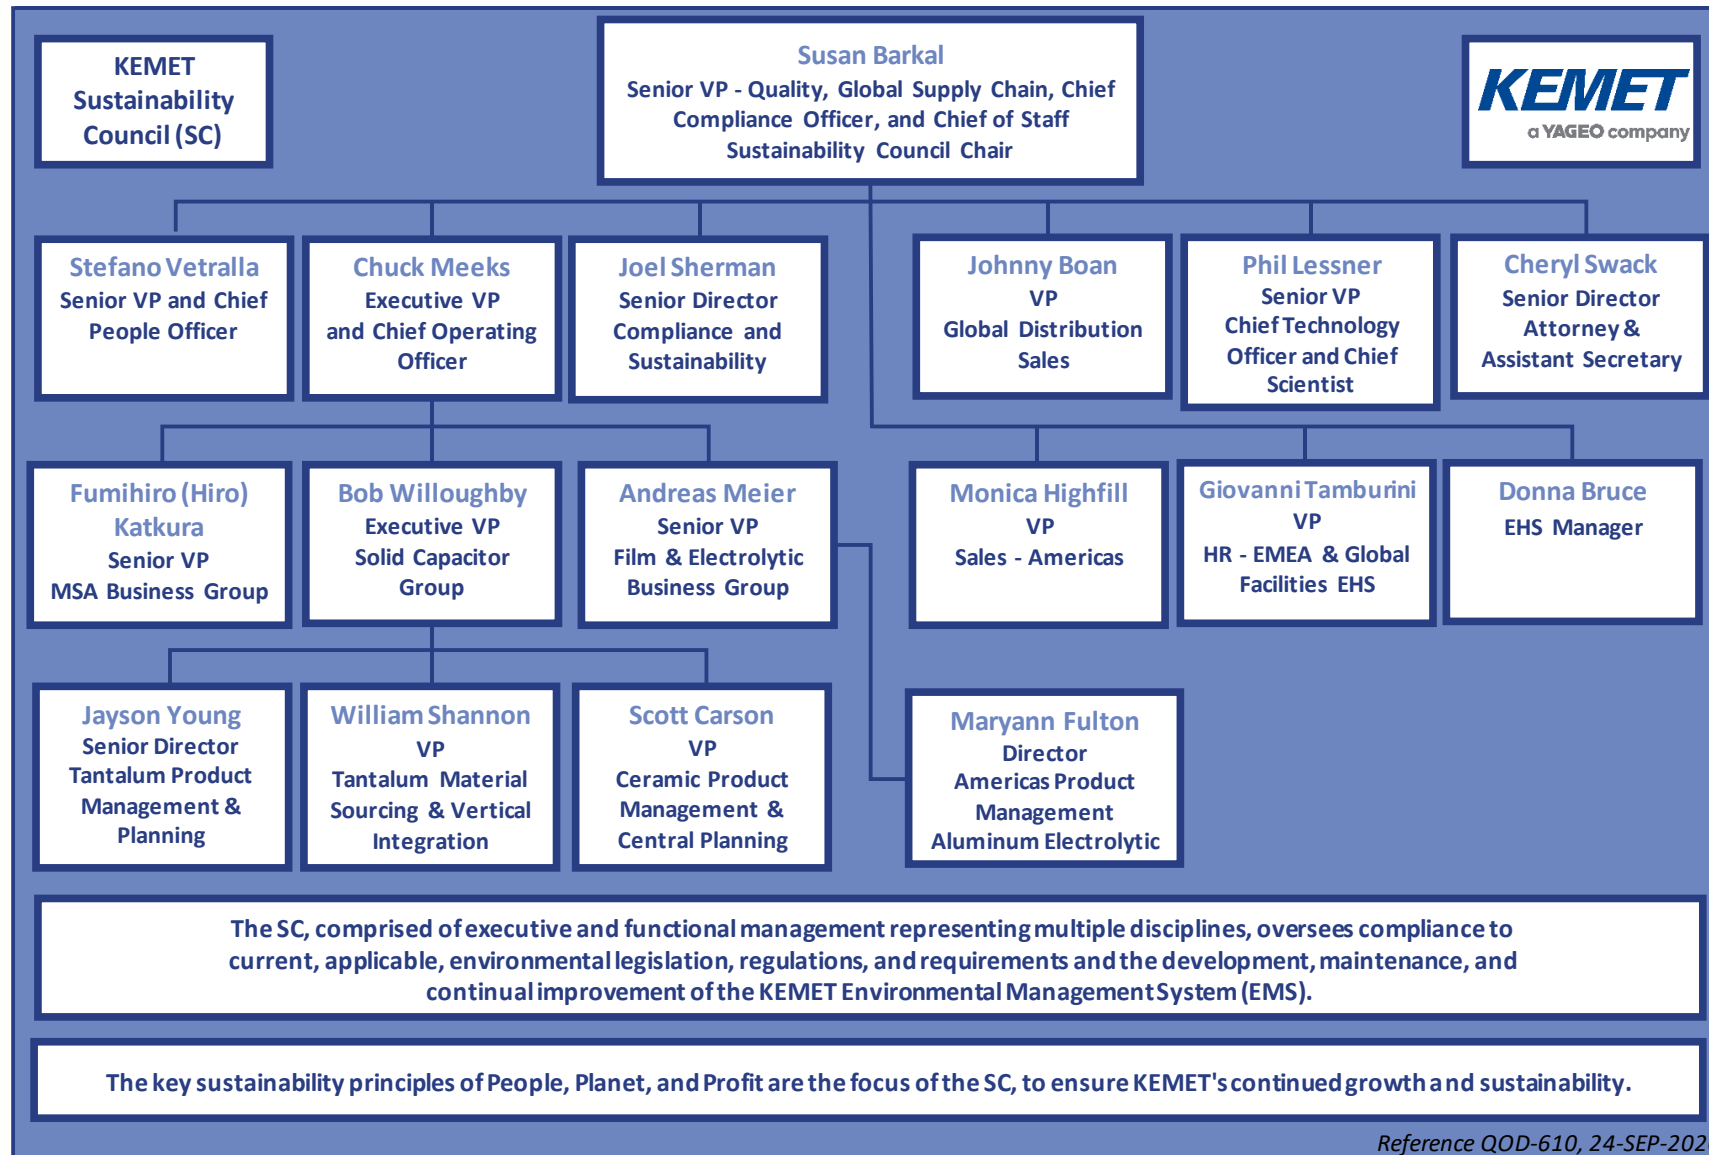 KEMET
Sustainability
Council (SC)
Susan Barkal
Senior VP - Quality, Global Supply Chain, Chief
Compliance Officer, and Chief of Staff
Sustainability Council Chair
KEMET
a YAGEO company
Stefano Vetralla
Senior VP and Chief
People Officer
Chuck Meeks
Executive VP
and Chief Operating
Officer
Joel Sherman
Senior Director
Compliance and
Sustainability
Johnny Boan
VP
Global Distribution
Sales
Phil Lessner
Senior VP
Chief Technology
Officer and Chief
Scientist
Cheryl Swack
Senior Director
Attorney &
Assistant Secretary
Fumihiro (Hiro)
Katkura
Senior VP
MSA Business Group
Bob Willoughby
Executive VP
Solid Capacitor
Group
Andreas Meier
Senior VP
Film & Electrolytic
Business Group
Monica Highfill
VP
Sales - Americas
Giovanni Tamburini
VP
HR - EMEA & Global
Facilities EHS
Donna Bruce
EHS Manager
Jayson Young
Senior Director
Tantalum Product
Management &
Planning
William Shannon
VP
Tantalum Material
Sourcing & Vertical
Integration
Scott Carson
VP
Ceramic Product
Management &
Central Planning
Maryann Fulton
Director
Americas Product
Management
Aluminum Electrolytic
The SC, comprised of executive and functional management representing multiple disciplines, oversees compliance to
current, applicable, environmental legislation, regulations, and requirements and the development, maintenance, and
continual improvement of the KEMET Environmental Management System (EMS).
The key sustainability principles of People, Planet, and Profit are the focus of the SC, to ensure KEMET's continued growth and sustainability.
Reference QOD-610, 24-SEP-202